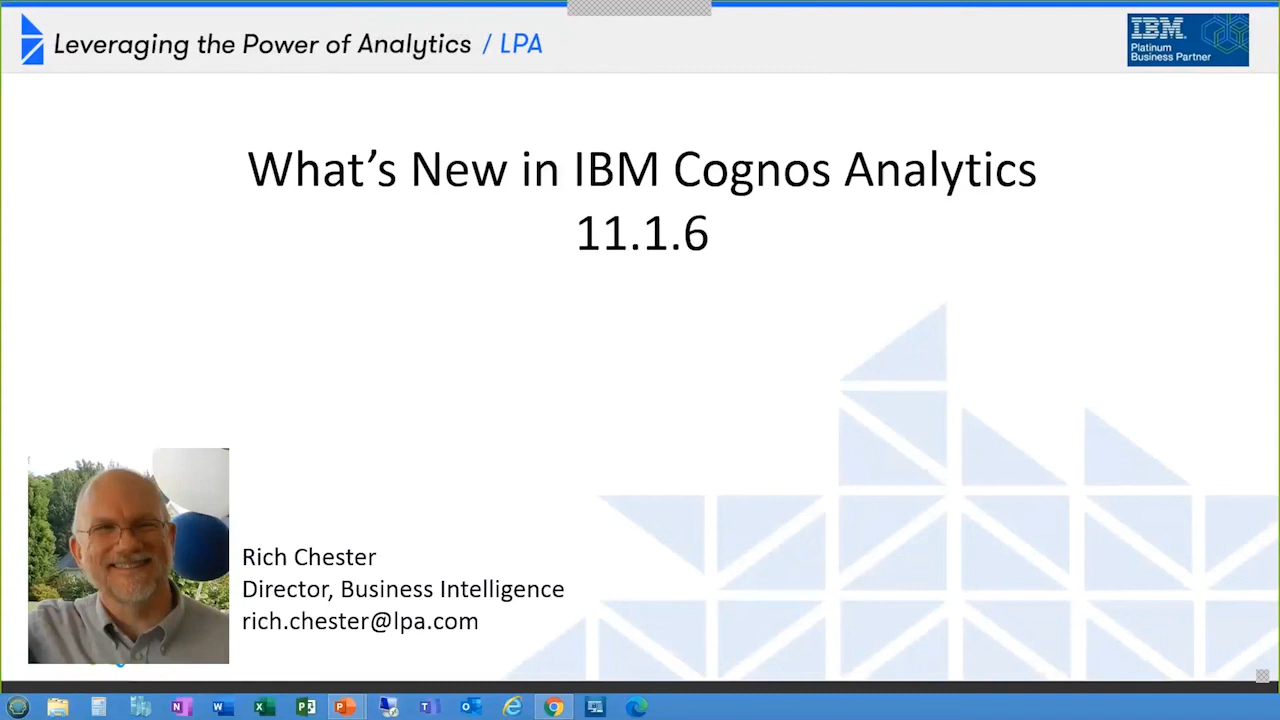 Leveraging the Power of Analytics / LPA
IBM
Platinum
Business Partner
What's New in IBM Cognos Analytics
11.1.6
Rich Chester
Director, Business Intelligence
rich.chester@lpa.com